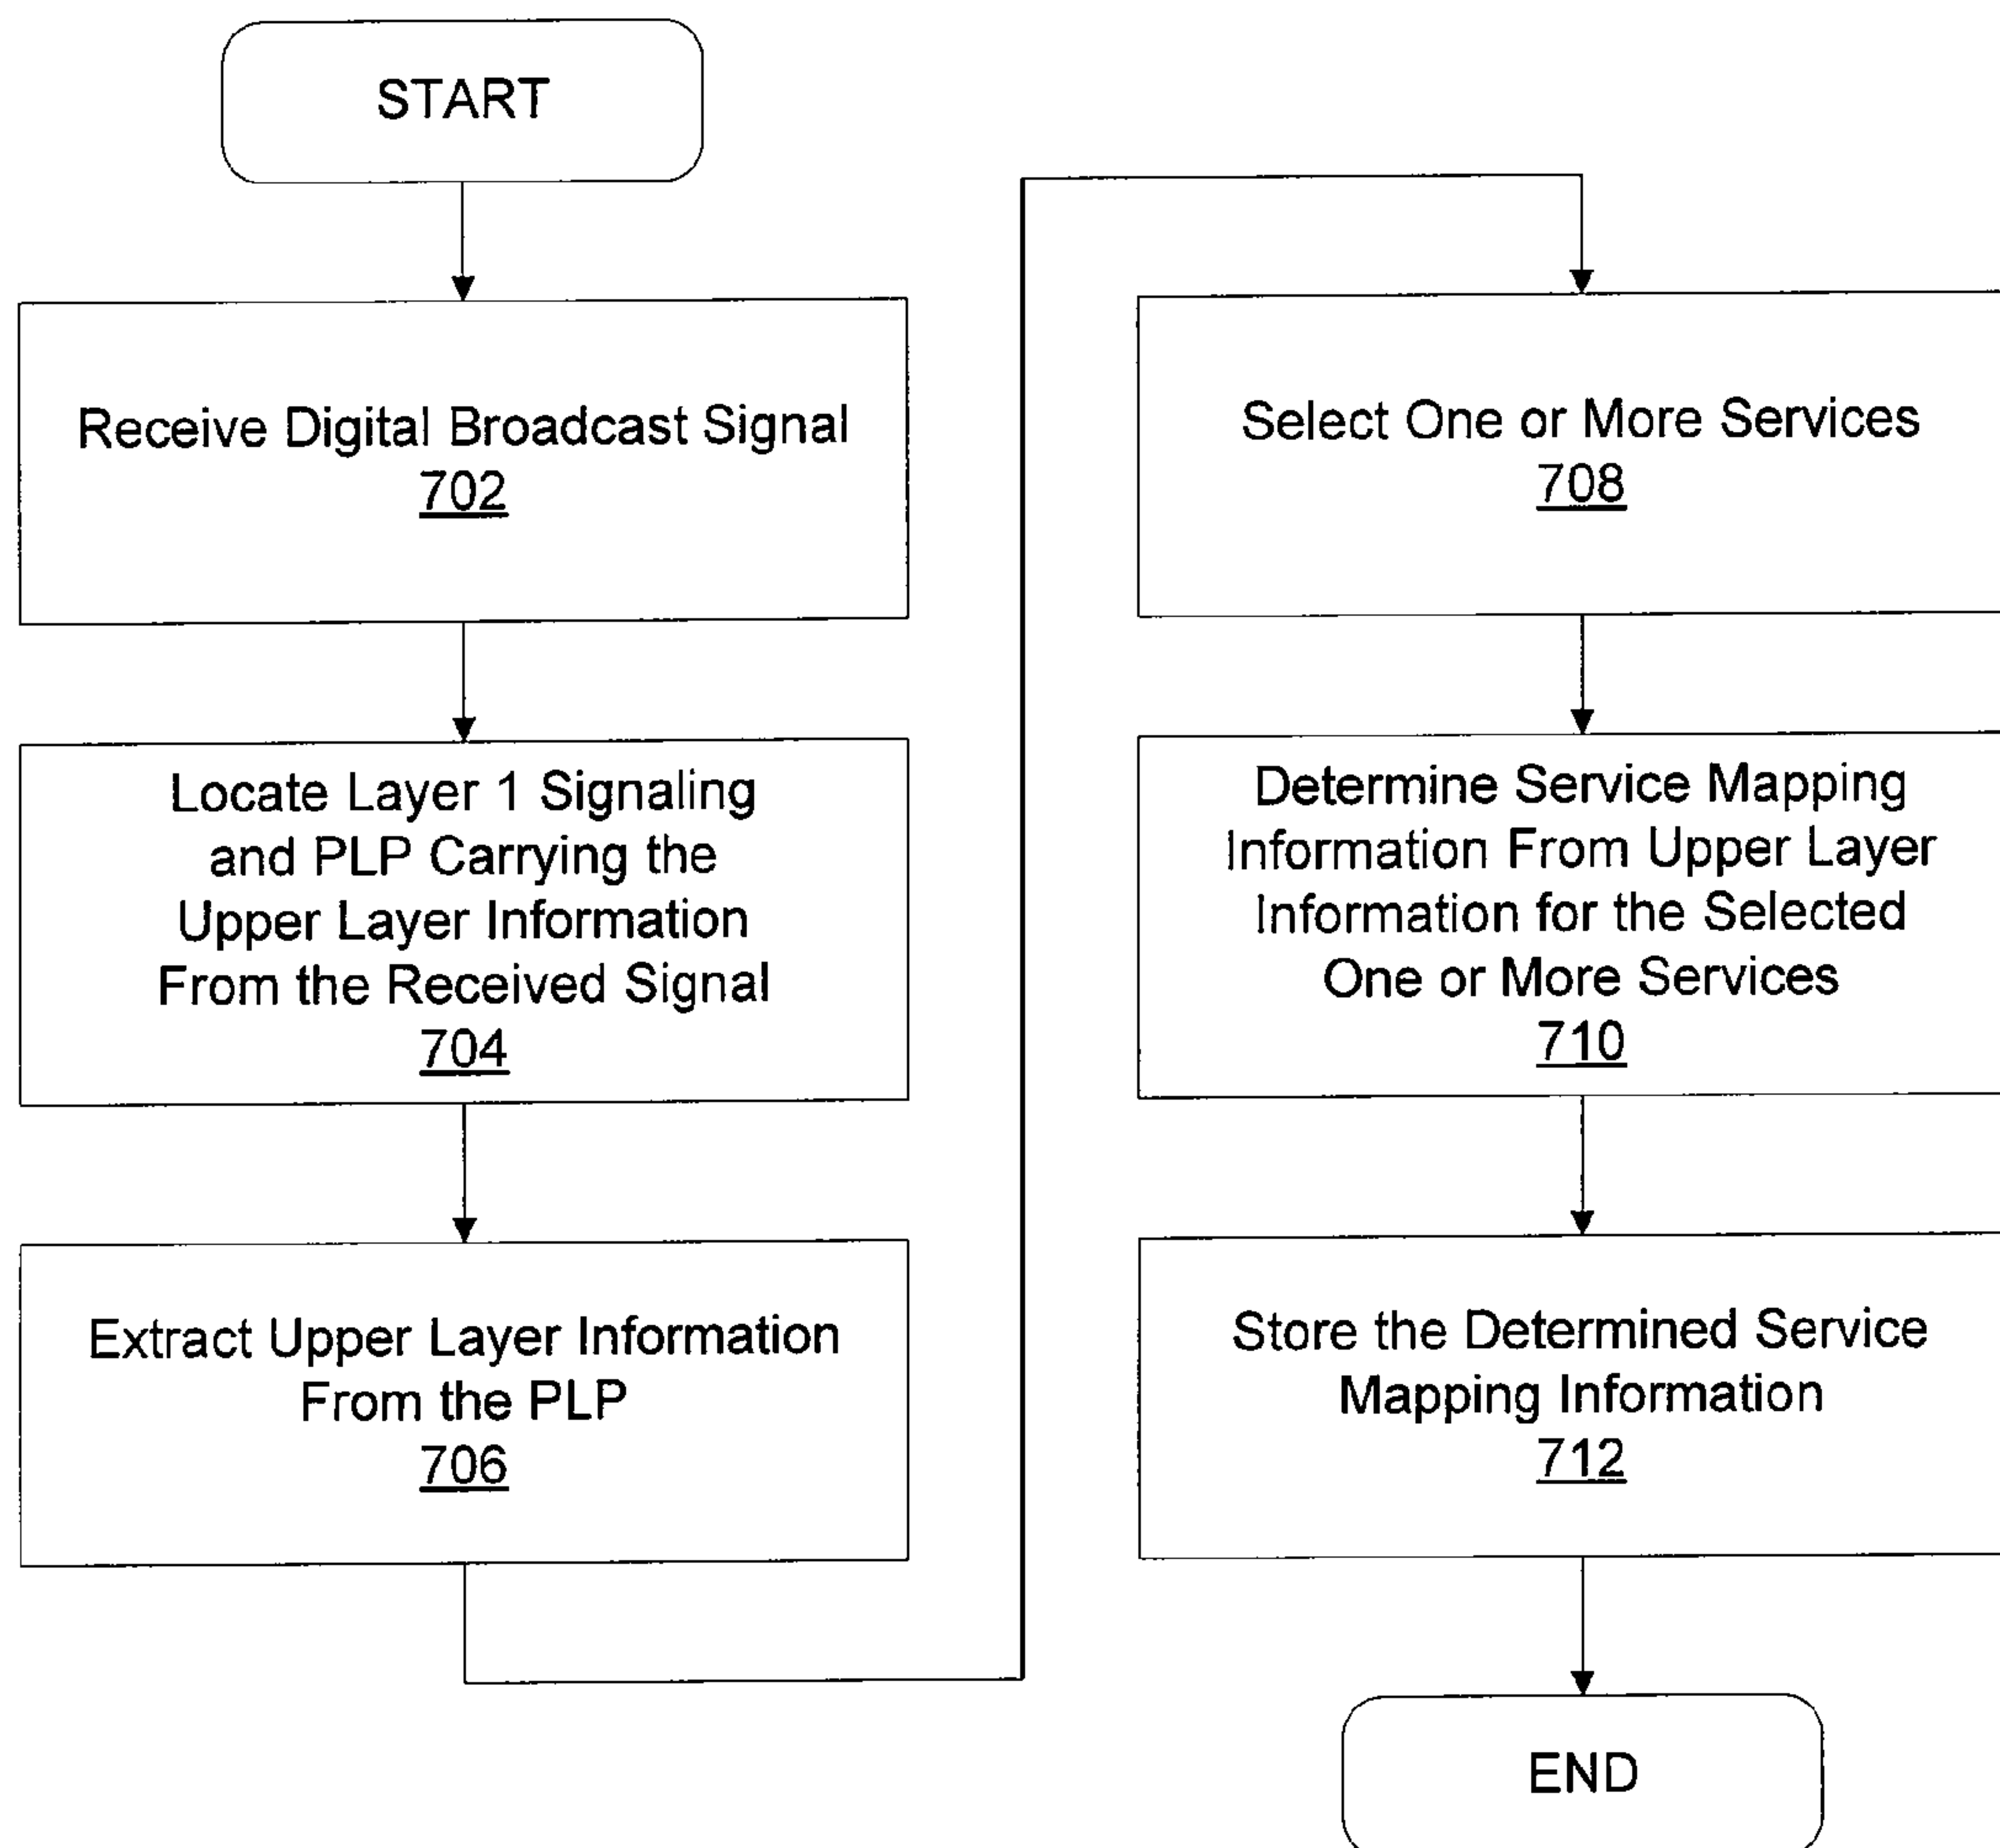 START
Receive Digital Broadcast Signal
702
Locate Layer 1 Signaling
and PLP Carrying the
Upper Layer Information
From the Received Signal
704
Extract Upper Layer Information
From the PLP
706
Select One or More Services
708
Determine Service Mapping
Information From Upper Layer
Information for the Selected
One or More Services
710
Store the Determined Service
Mapping Information
712
END